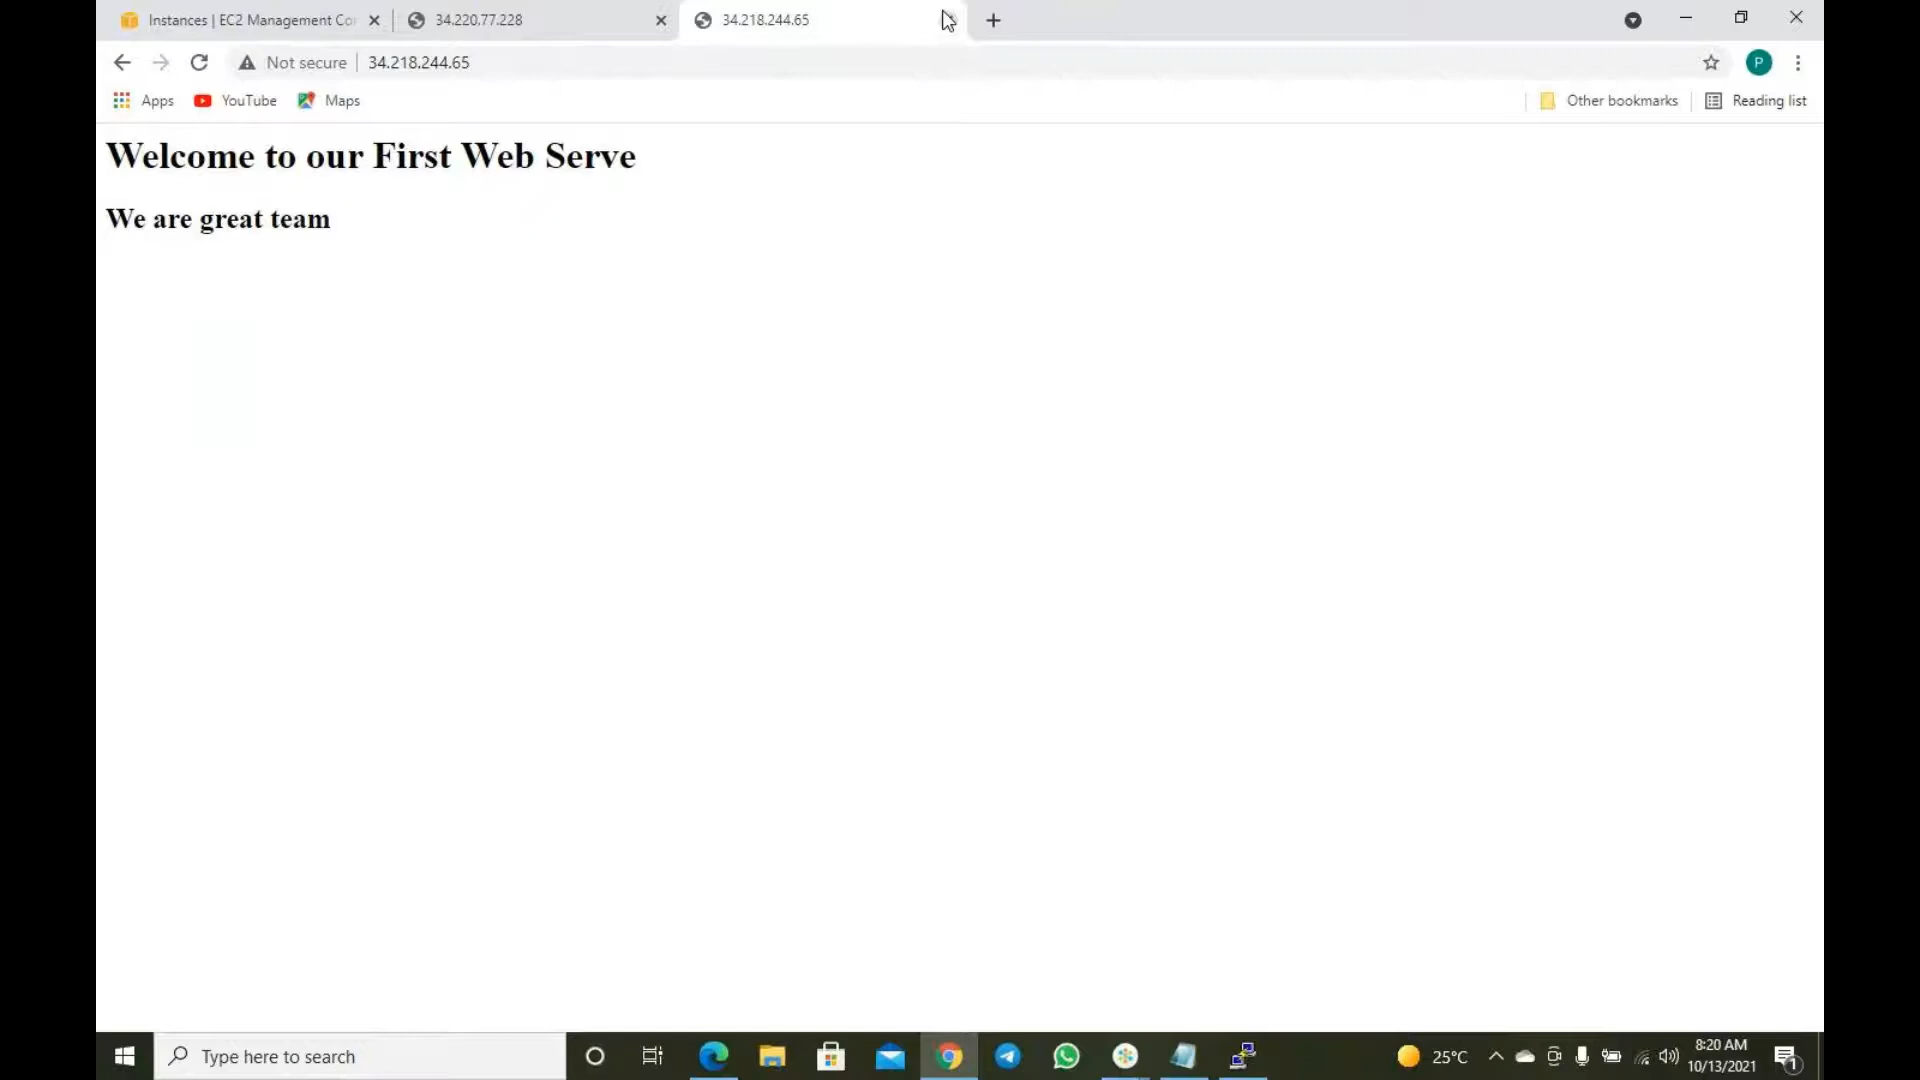 Instances | EC2 Management Co
34.220.77.228
34.218.244.65
Not secure
34.218.244.65
P
Apps
YouTube
Maps
Other bookmarks
Reading list
Welcome to our First Web Serve
We are great team
Type here to search
25°C
8:20 AM
10/13/2021
1